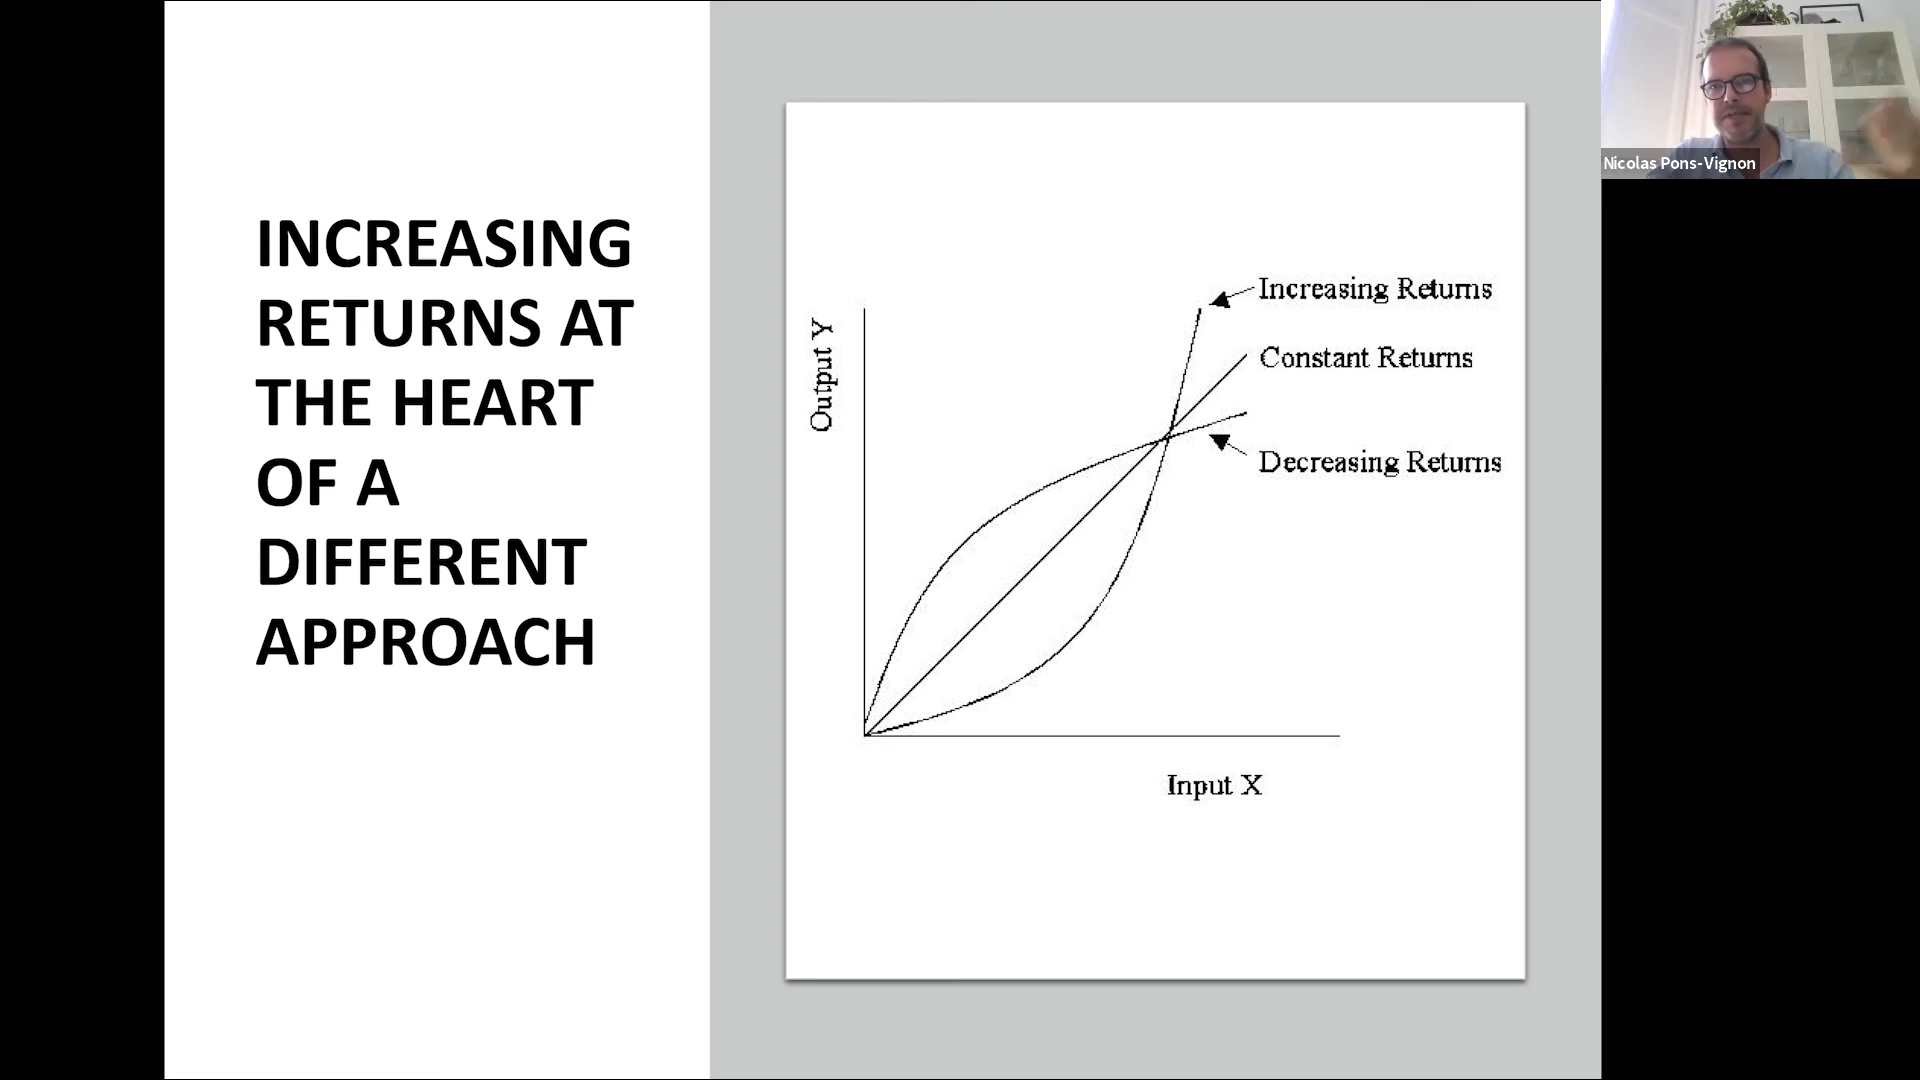 INCREASING
RETURNS AT
THE HEART
OF A
DIFFERENT
APPROACH
Output Y
Increasing Returns
Constant Returns
Decreasing Returns
Input X
Nicolas Pons-Vignon